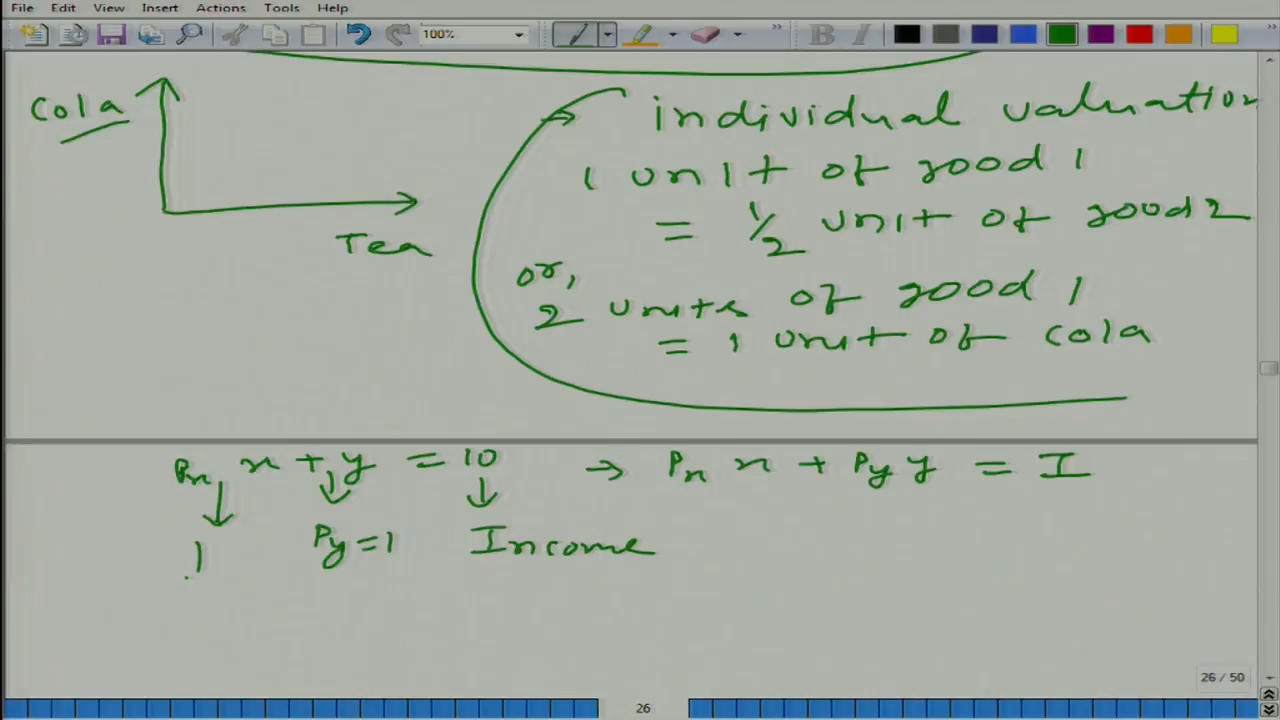 File Edit View Insert Actions Tools Help
100%
B I
Cola
Tea
individual valuation
1 unit of good 1
= 1/2 unit of good 2
or,
2 units of good 1
= 1 unit of cola
Pn x + y = 10 → Pn x + Py y = I
1 Py = 1 Income
26 / 50
26